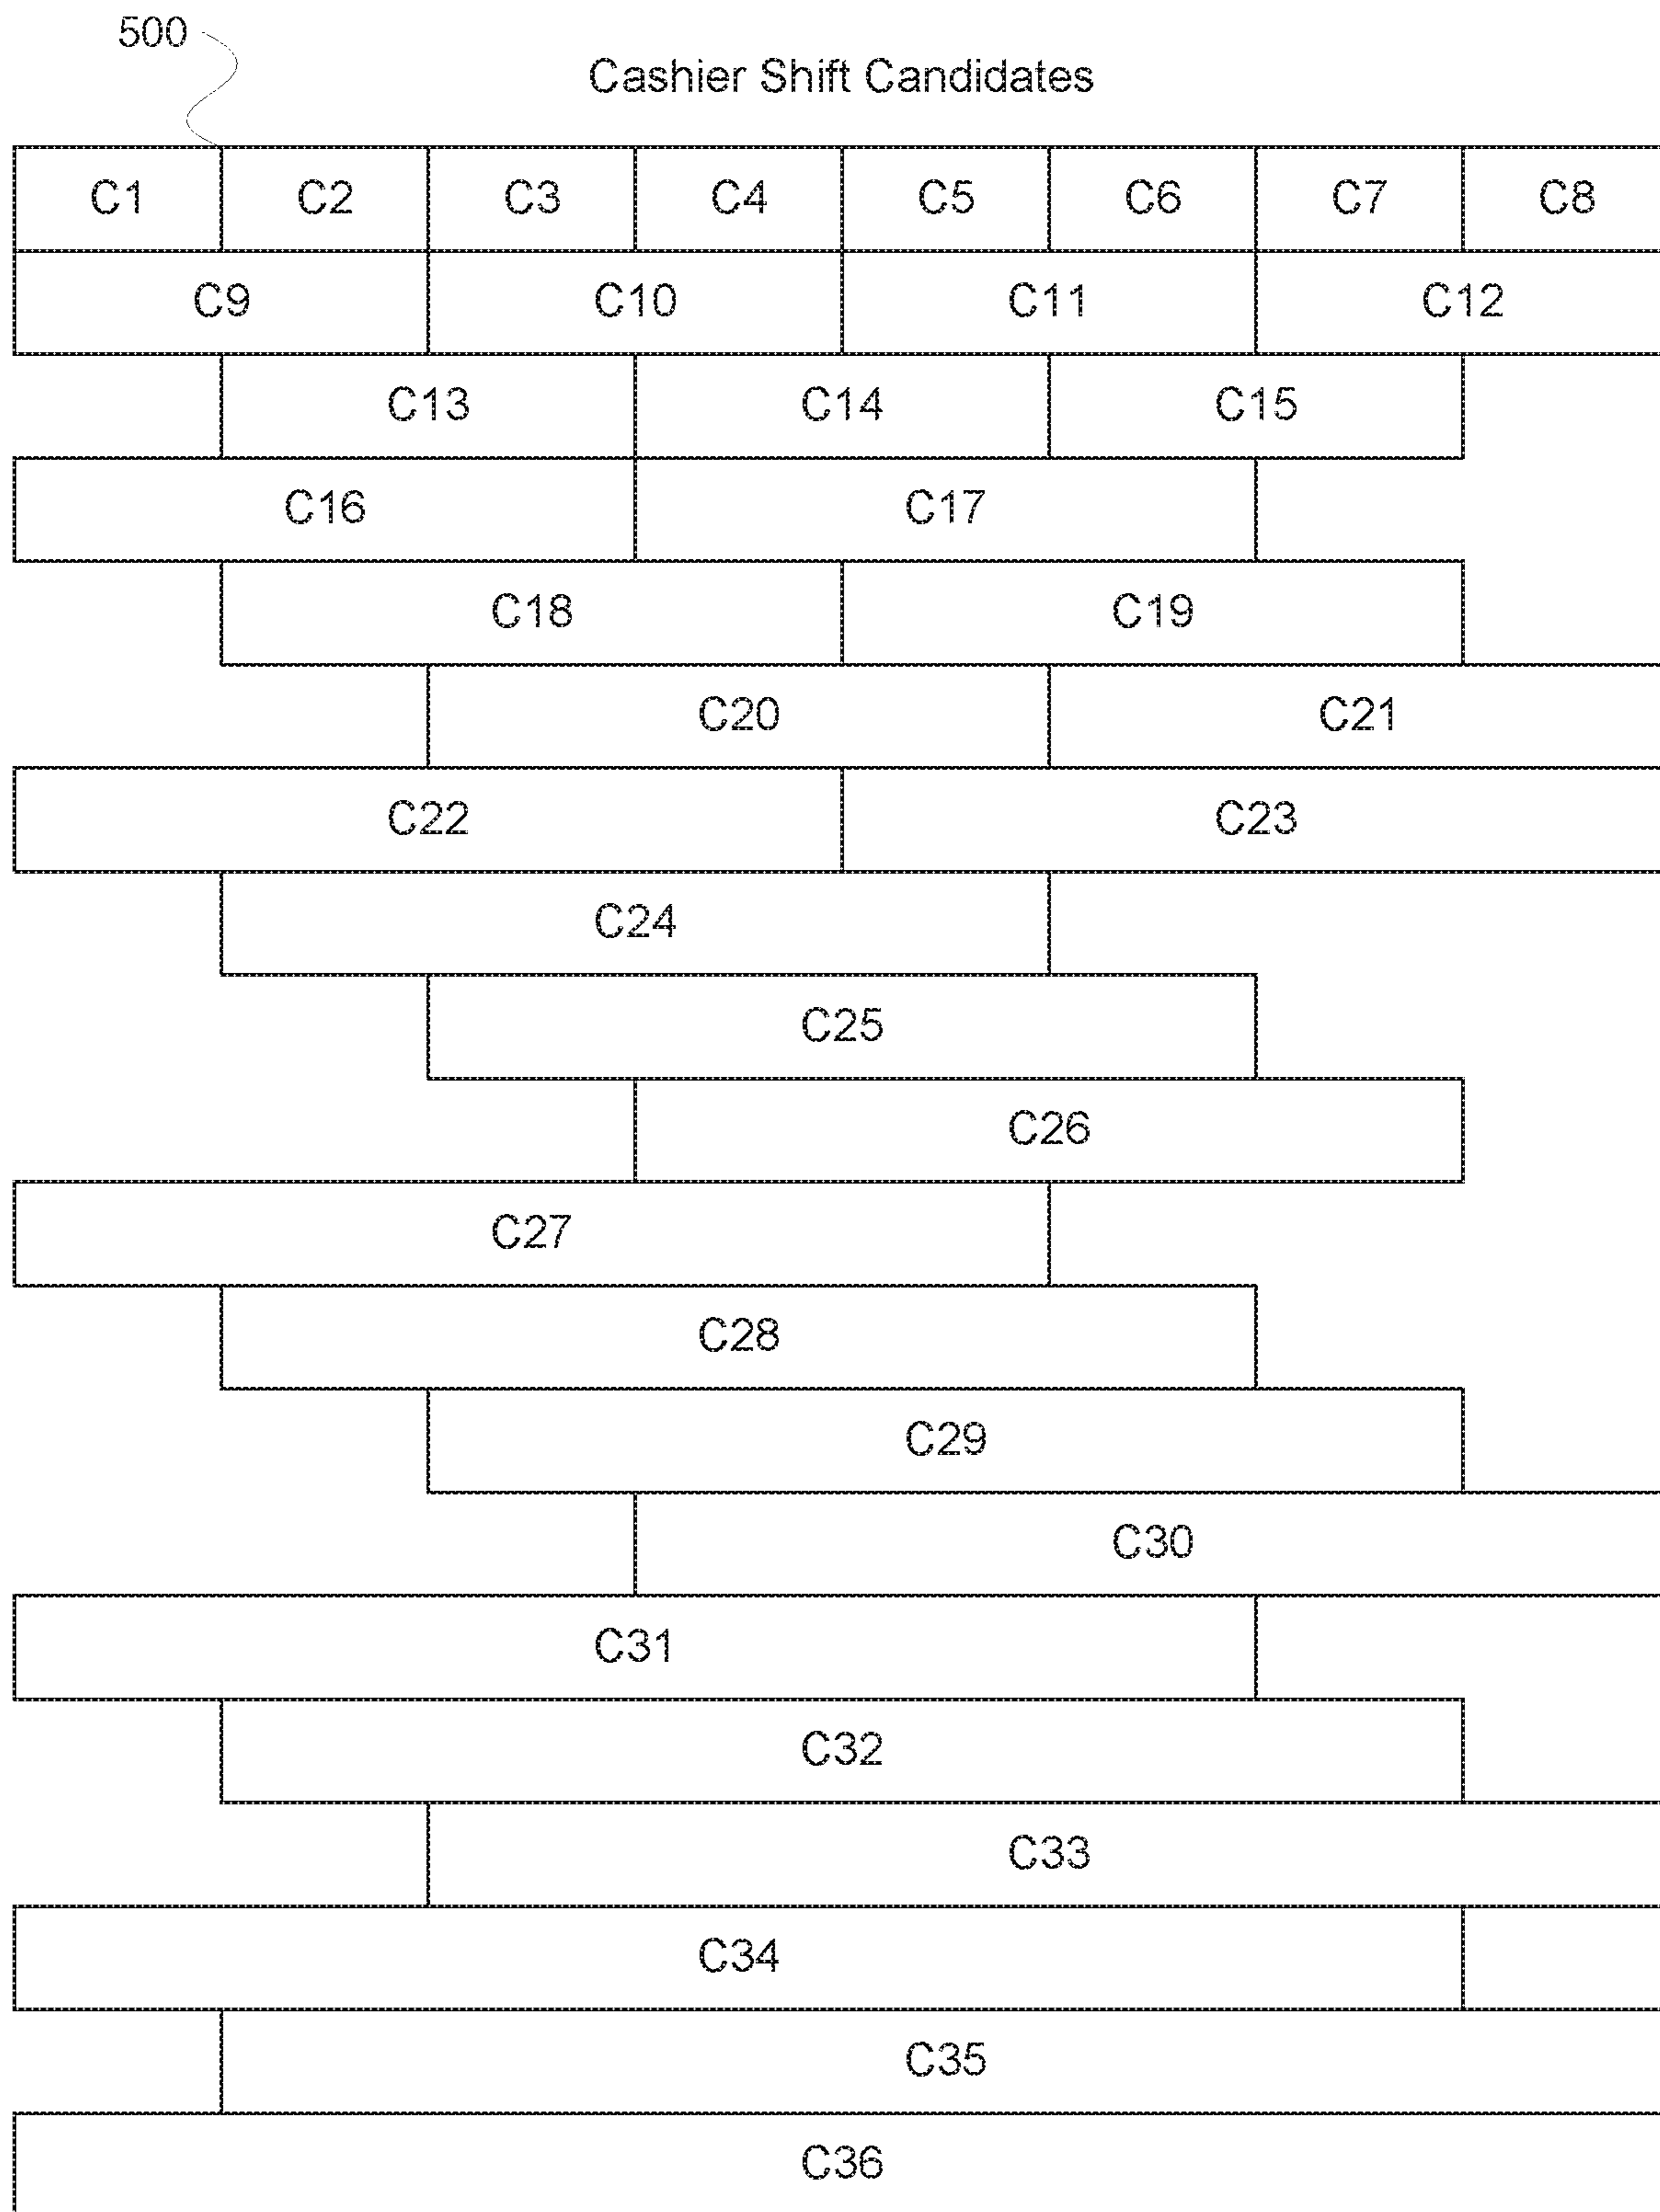 500
Cashier Shift Candidates
C1 C2 C3 C4 C5 C6 C7 C8
C9 C10 C11 C12
C13 C14 C15
C16 C17
C18 C19
C20 C21
C22 C23
C24
C25
C26
C27
C28
C29
C30
C31
C32
C33
C34
C35
C36